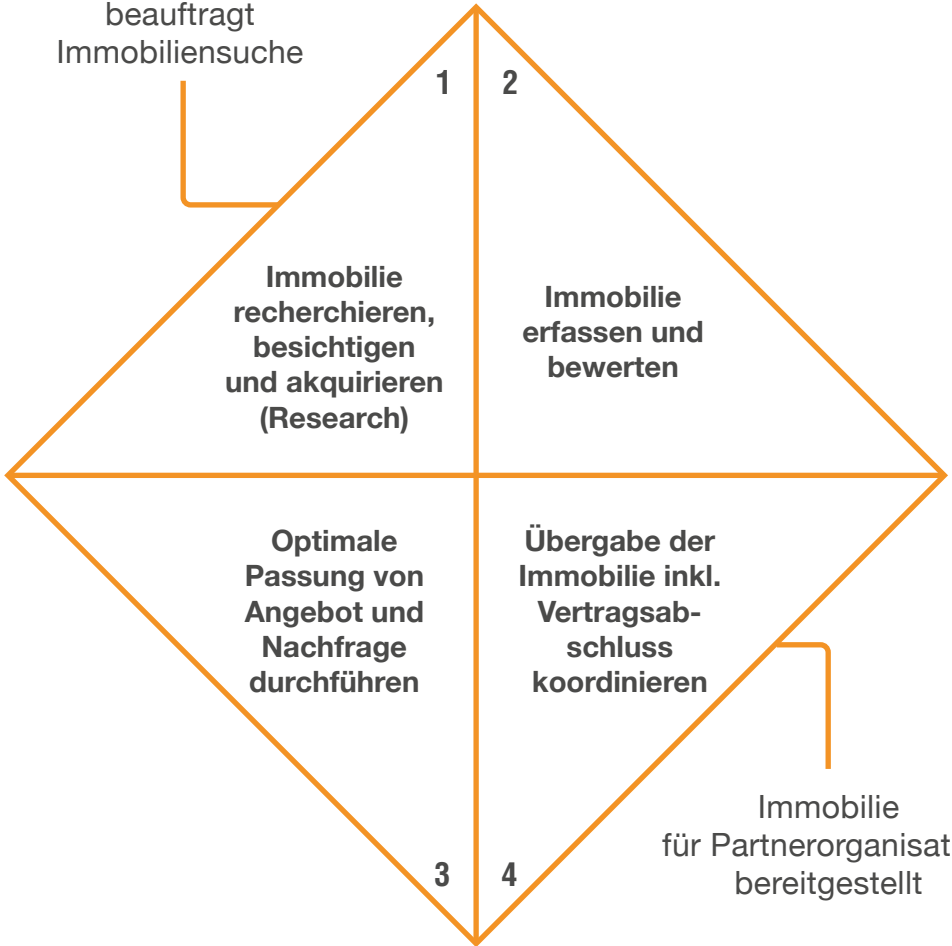 beauftragt
Immobiliensuche
1
2
Immobilie
recherchieren,
besichtigen
und akquirieren
(Research)
Immobilie
erfassen und
bewerten
Optimale
Passung von
Angebot und
Nachfrage
durchführen
Übergabe der
Immobilie inkl.
Vertragsab-
schluss
koordinieren
3
4
Immobilie
für Partnerorganisat
bereitgestellt